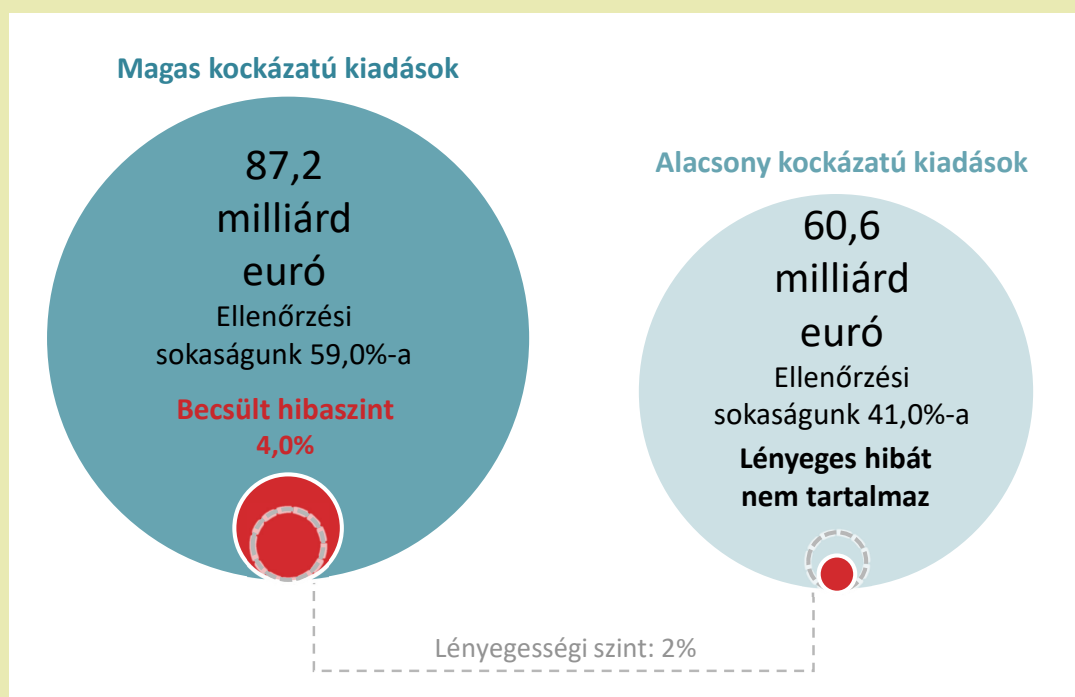 Magas kockázatú kiadások
87,2
milliárd
euró
Ellenőrzési
sokaságunk 59,0%-a
Becsült hibaszint
4,0%
Alacsony kockázatú kiadások
60,6
milliárd
euró
Ellenőrzési
sokaságunk 41,0%-a
Lényeges hibát
nem tartalmaz
Lényegességi szint: 2%